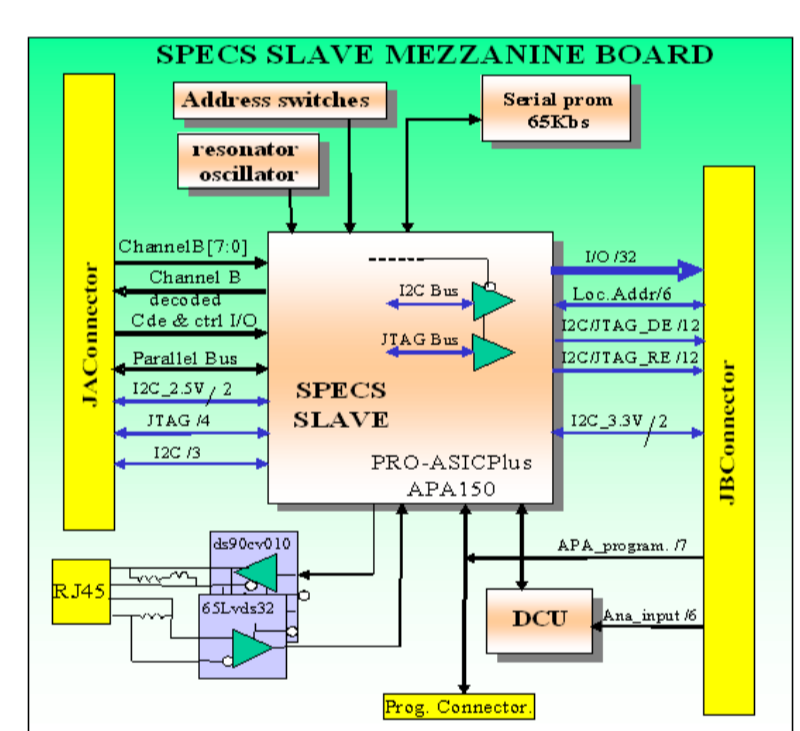 SPECS SLAVE MEZZANINE BOARD
Address switches
Serial prom
65Kbs
resonator
oscillator
JAConnector
ChannelB[7:0]
Channel B
decoded
Cde & ctrl I/O
Parallel Bus
I2C_2.5V/ 2
JTAG /4
I2C /3
I2C Bus
JTAG Bus
SPECS
SLAVE
PRO-ASICPlus
APA150
I/O /32
Loc.Addr/6
I2C/JTAG_DE /12
I2C/JTAG_RE /12
I2C_3.3V/2
JBConnector
ds90cv010
RJ45
65Lvds32
APA_program. /7
DCU
Ana_input /6
Prog. Connector.